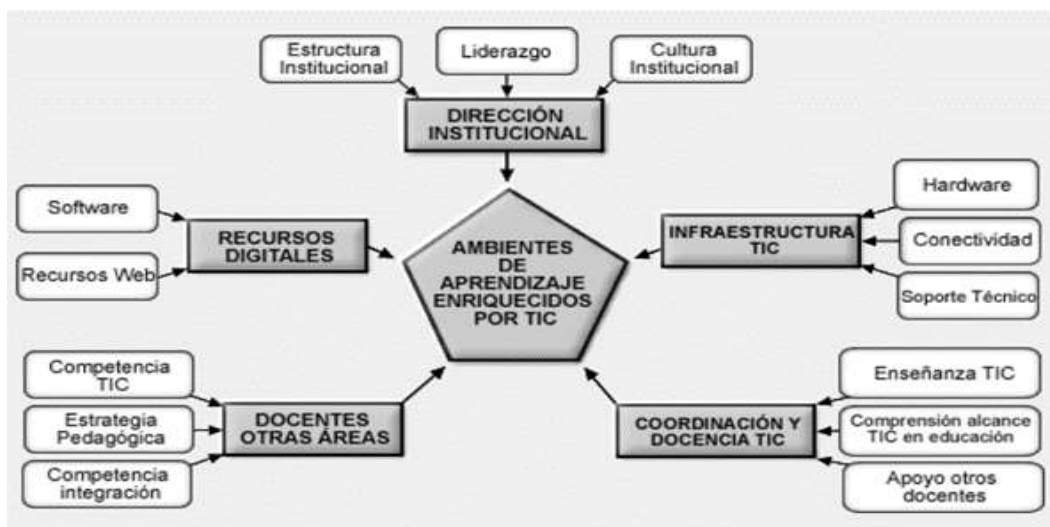 Estructura
Institucional
Liderazgo
Cultura
Institucional
DIRECCIÓN
INSTITUCIONAL
Software
Recursos Web
RECURSOS
DIGITALES
AMBIENTES
DE
APRENDIZAJE
ENRIQUECIDOS
POR TIC
INFRAESTRUCTURA
TIC
Hardware
Conectividad
Soporte Técnico
Competencia
TIC
Estrategia
Pedagógica
Competencia
integración
DOCENTES
OTRAS ÁREAS
COORDINACIÓN Y
DOCENCIA TIC
Enseñanza TIC
Comprensión alcance
TIC en educación
Apoyo otros
docentes